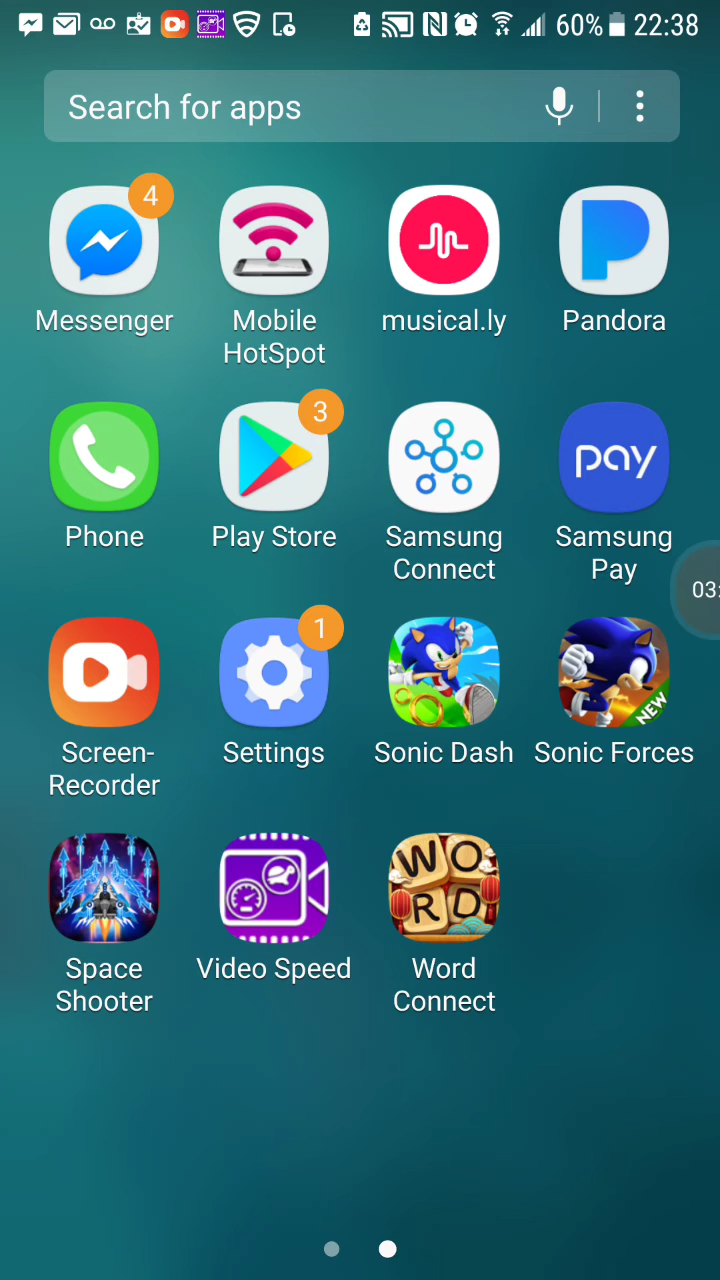 60% 22:38
Search for apps
4
Messenger
Mobile
HotSpot
musical.ly
Pandora
3
Phone
Play Store
Samsung
Connect
pay
Samsung
Pay
03:
1
Screen-
Recorder
Settings
Sonic Dash
NEW
Sonic Forces
Space
Shooter
Video Speed
WO
RD
Word
Connect